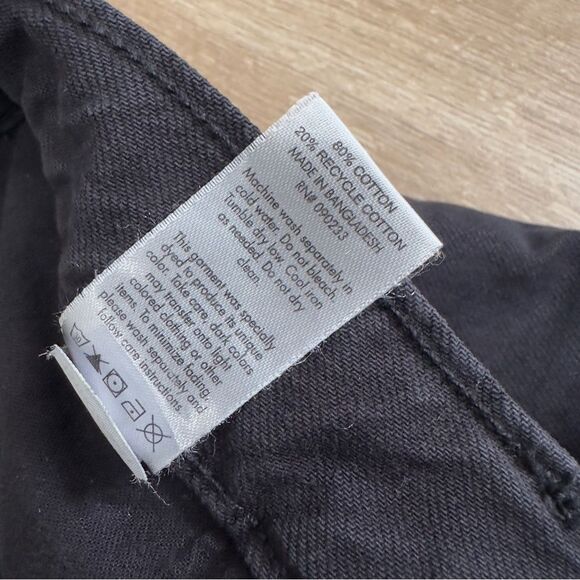 80% COTTON
20% RECYCLE COTTON
MADE IN BANGLADESH
RN# 090233
Machine wash separately in
cold water. Do not bleach.
Tumble dry low. Cool iron
as needed. Do not dry
clean.
This garment was specially
dyed to produce its unique
color. Take care, dark colors
may transfer onto light
colored clothing or other
items. To minimize fading,
please wash separately and
follow care instructions.